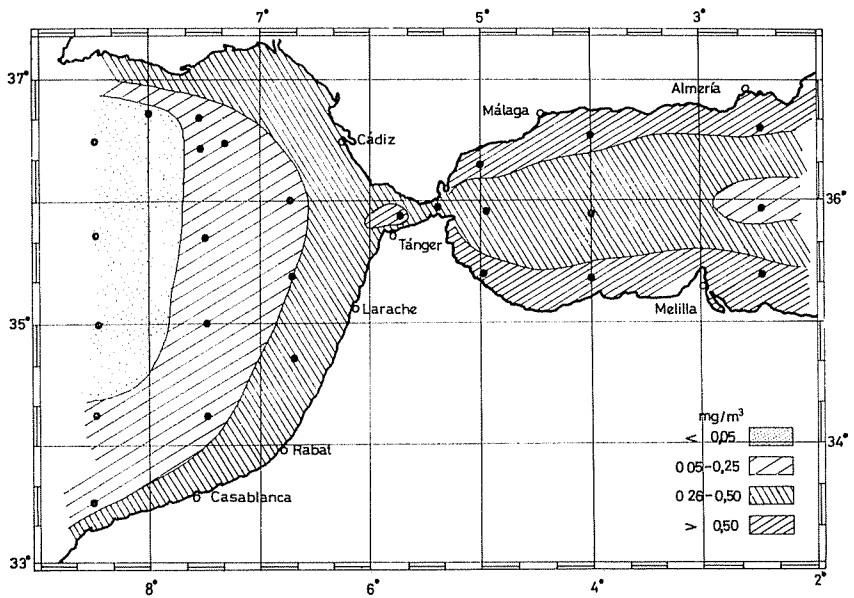 7° 5° 3°
37°
Almería
Málaga
Cádiz
36°
Tánger
35°
Larache
Melilla
mg/m³
< 0,05
0 05-0,25
0 26-0,50
> 0,50
34°
Rabat
Casablanca
33°
8° 6° 4° 2°